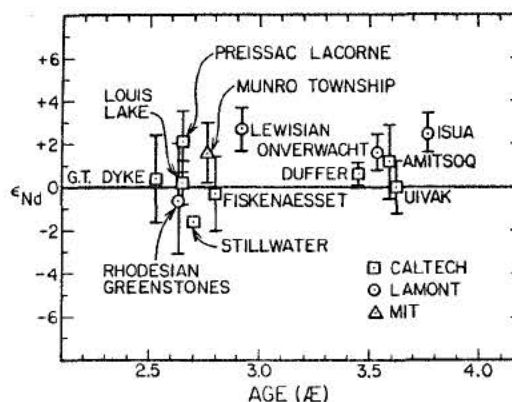 +6
+4
+2
0
-2
-4
-6
εNd
PREISSAC LACORNE
MUNRO TOWNSHIP
LOUIS
LAKE
LEWISIAN
ONVERWACHT
ISUA
G.T. DYKE
DUFFER
AMITSOQ
FISKENAESSET
UIVAK
STILLWATER
RHODESIAN
GREENSTONES
CALTECH
LAMONT
MIT
2.5
3.0
3.5
4.0
AGE (Æ)